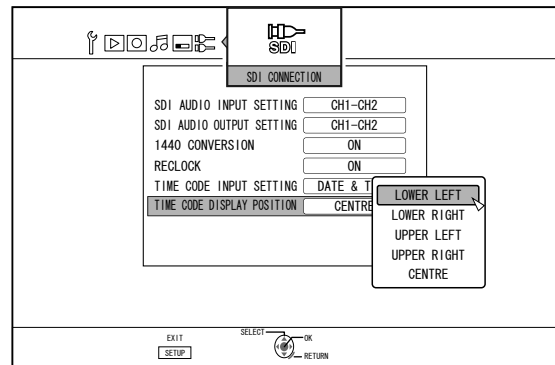 SDI
SDI CONNECTION
SDI AUDIO INPUT SETTING CH1-CH2
SDI AUDIO OUTPUT SETTING CH1-CH2
1440 CONVERSION ON
RECLOCK ON
TIME CODE INPUT SETTING DATE & T
TIME CODE DISPLAY POSITION CENTRE
LOWER LEFT
LOWER RIGHT
UPPER LEFT
UPPER RIGHT
CENTRE
EXIT
SETUP
SELECT
OK
RETURN